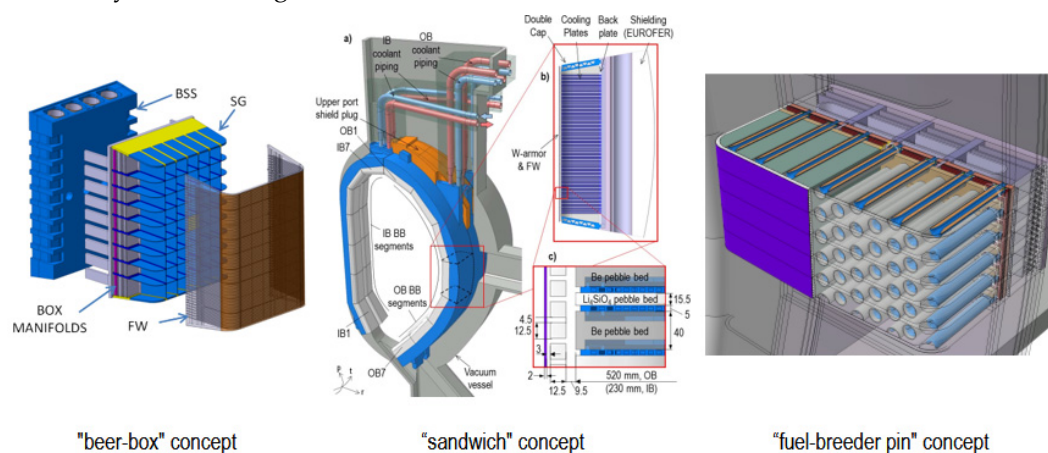 BSS
SG
BOX
MANIFOLDS
FW
a)
IB
coolant
piping
OB
coolant
piping
Upper port
shield plug
OB1
IB7
IB BB
segments
OB BB
segments
IB1
OB7
Vacuum
vessel
p
t
r
Double
Cap
Cooling
Plates
Back
plate
Shielding
(EUROFER)
b)
W-armor
& FW
c)
Be pebble bed
Li4SiO4 pebble bed
Be pebble bed
15.5
5
40
4.5
12.5
3
2
12.5
9.5
520 mm, OB
(230 mm, IB)
"beer-box" concept
“sandwich" concept
“fuel-breeder pin" concept